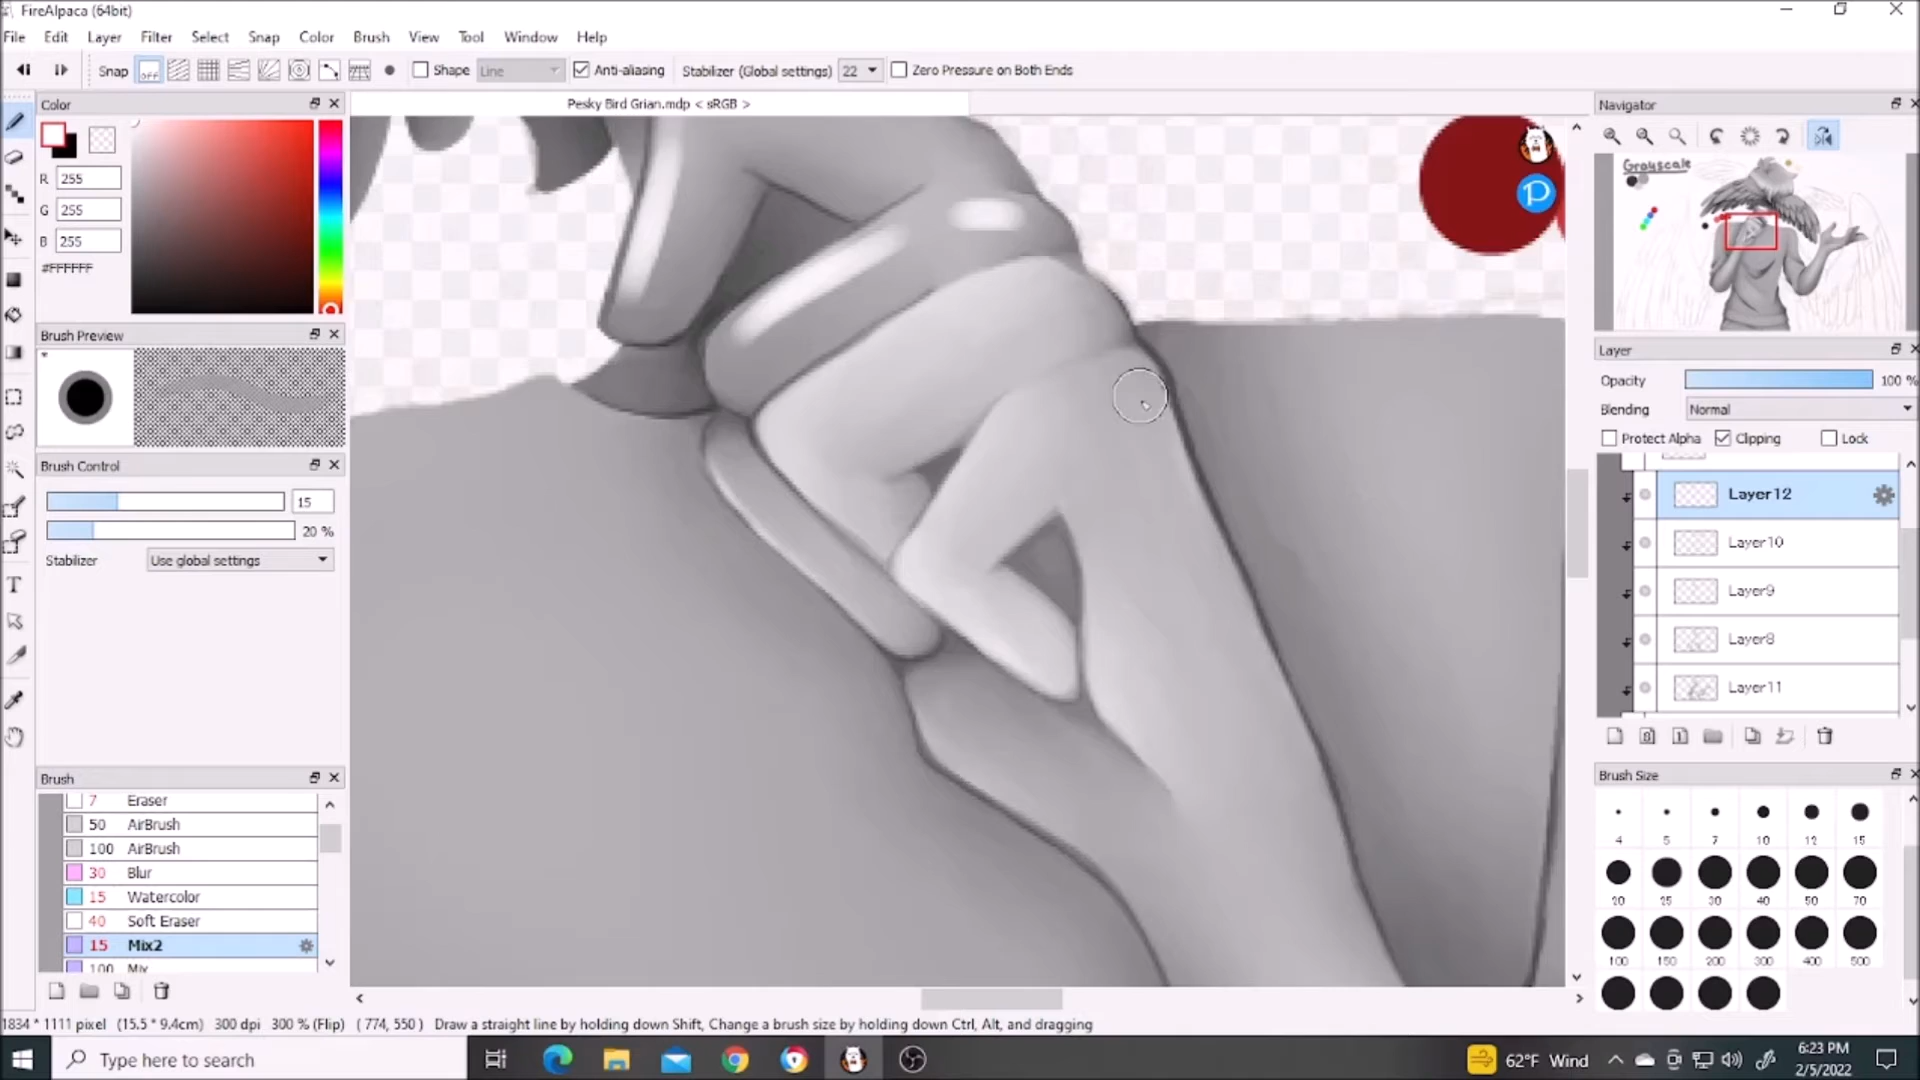 FireAlpaca (64bit)
File Edit Layer Filter Select Snap Color Brush View Tool Window Help
Snap OFF Shape Line Anti-aliasing Stabilizer (Global settings) 22 Zero Pressure on Both Ends
Color
Pesky Bird Grian.mdp < sRGB >
Navigator
R 255
G 255
B 255
#FFFFFF
Grayscale
Brush Preview
Layer
Opacity 100 %
Blending Normal
Protect Alpha Clipping Lock
Brush Control
15
20 %
Stabilizer Use global settings
Layer12
Layer10
Layer9
Layer8
Layer11
Brush
7 Eraser
50 AirBrush
100 AirBrush
30 Blur
15 Watercolor
40 Soft Eraser
15 Mix2
100 Mix
Brush Size
4 5 7 10 12 15
20 25 30 40 50 70
100 150 200 300 400 500
1834 * 1111 pixel (15.5 * 9.4cm) 300 dpi 300 % (Flip) ( 774, 550 ) Draw a straight line by holding down Shift, Change a brush size by holding down Ctrl, Alt, and dragging
Type here to search
62°F Wind
6:23 PM
2/5/2022